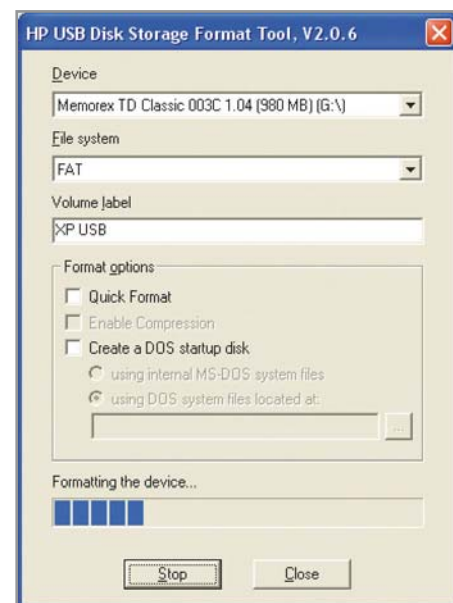 HP USB Disk Storage Format Tool, V2.0.6
Device
Memorex TD Classic 003C 1.04 (980 MB) (G:\)
File system
FAT
Volume label
XP USB
Format options
Quick Format
Enable Compression
Create a DOS startup disk
using internal MS-DOS system files
using DOS system files located at:
...
Formatting the device...
Stop Close